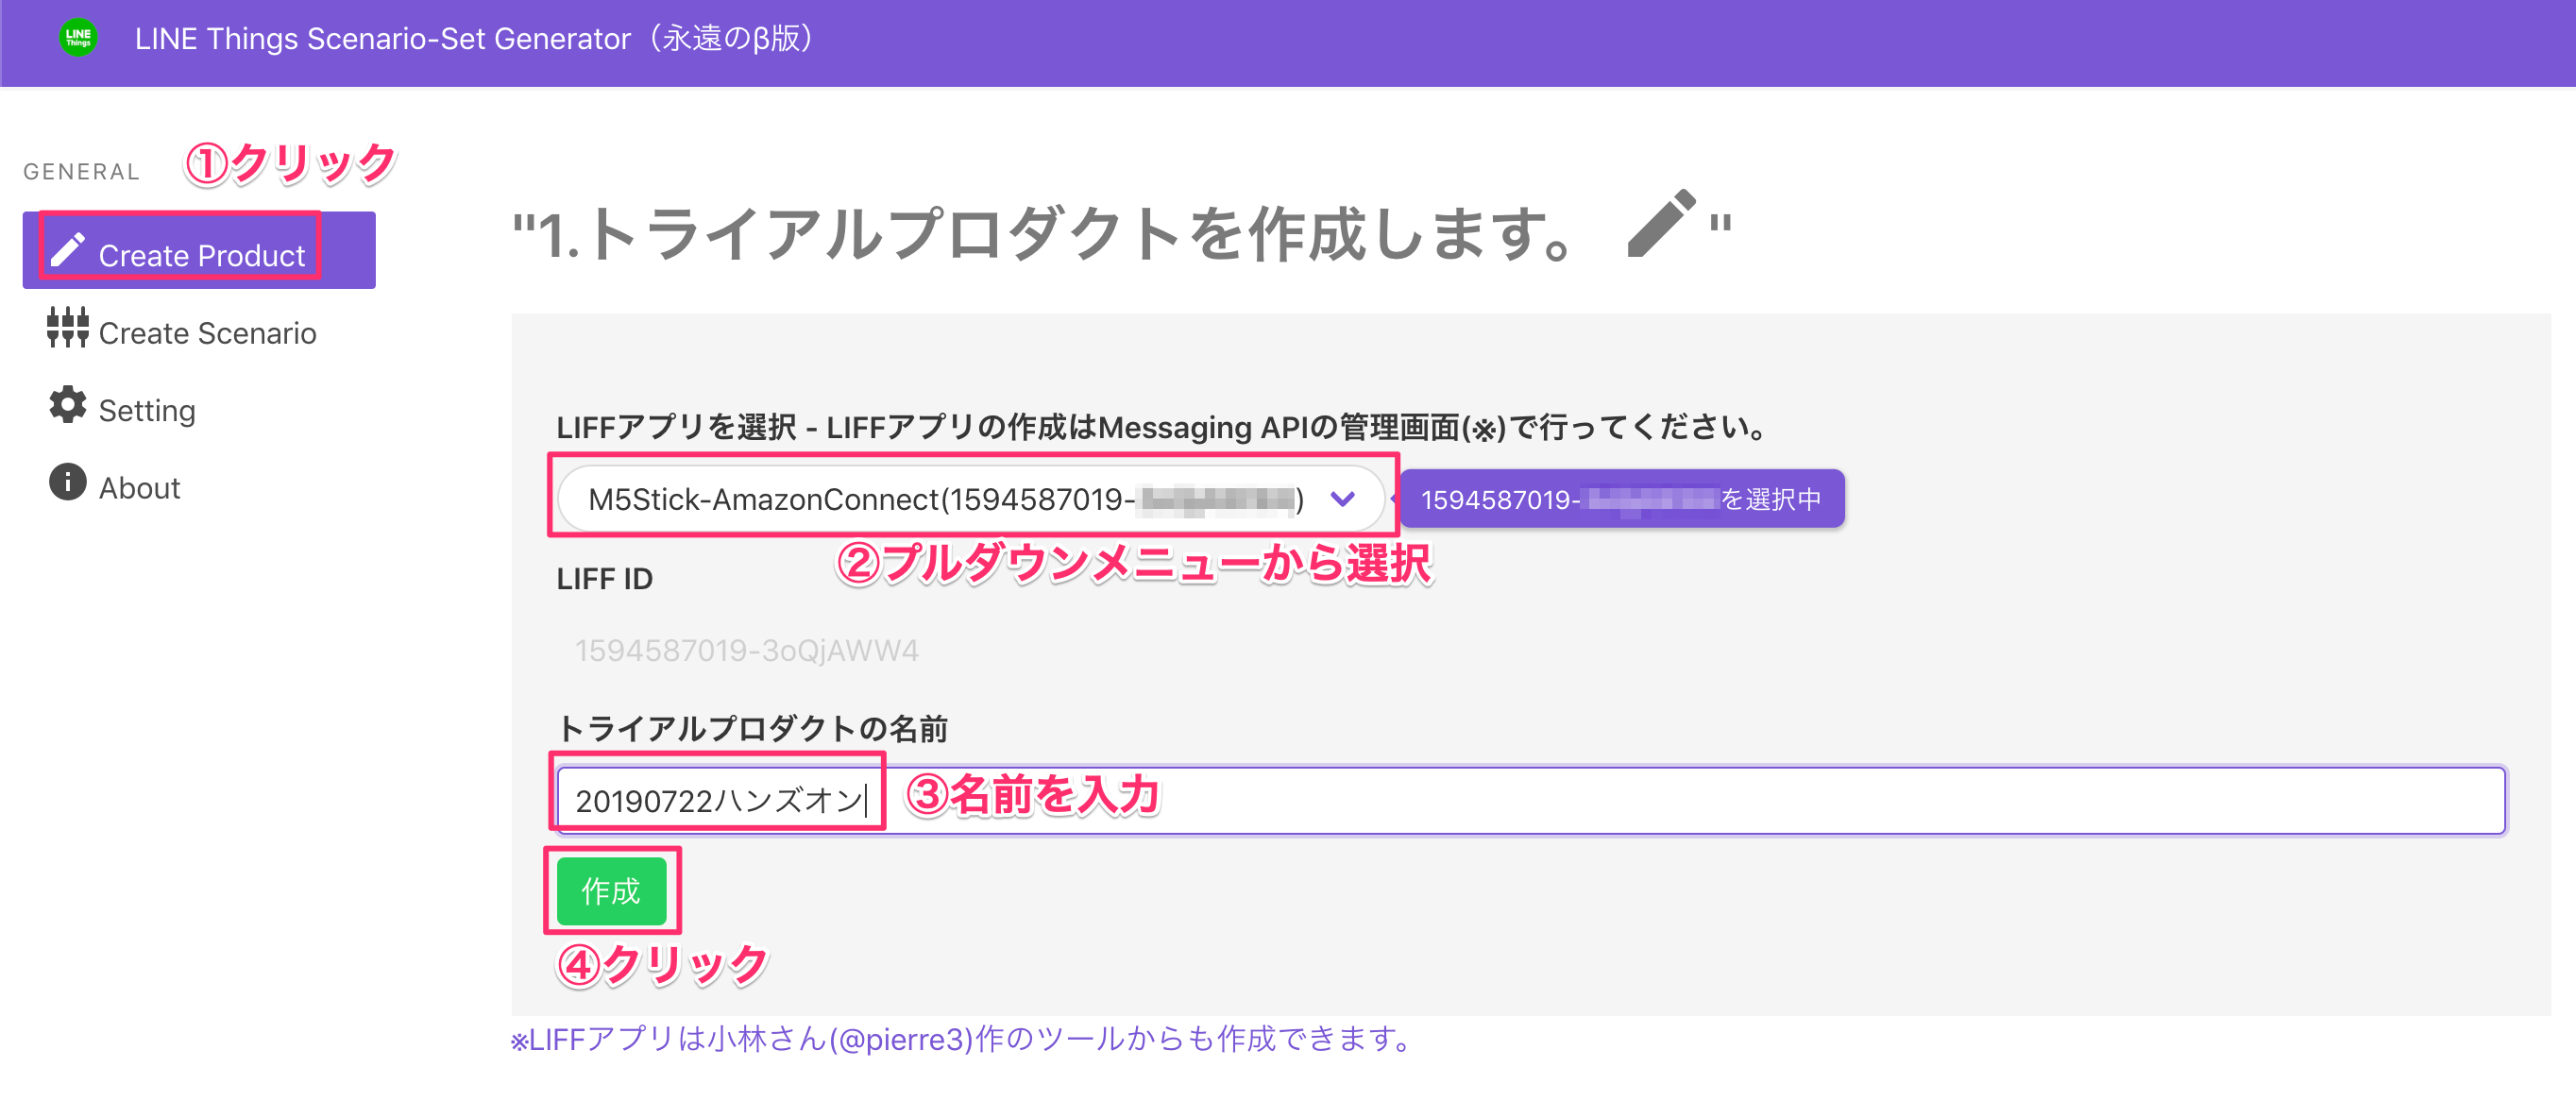 LINE Things
LINE Things Scenario-Set Generator（永遠のβ版）
GENERAL
①クリック
Create Product
Create Scenario
Setting
About
"1.トライアルプロダクトを作成します。 "
LIFFアプリを選択 - LIFFアプリの作成はMessaging APIの管理画面(※)で行ってください。
M5Stick-AmazonConnect(1594587019- )
1594587019- を選択中
②プルダウンメニューから選択
LIFF ID
1594587019-3oQjAWW4
トライアルプロダクトの名前
20190722ハンズオン
③名前を入力
作成
④クリック
※LIFFアプリは小林さん(@pierre3)作のツールからも作成できます。